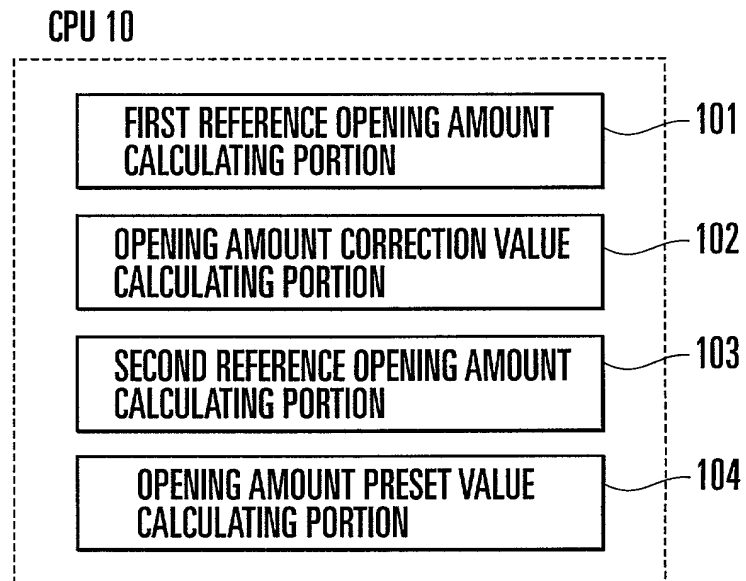 CPU 10
FIRST REFERENCE OPENING AMOUNT
CALCULATING PORTION
101
OPENING AMOUNT CORRECTION VALUE
CALCULATING PORTION
102
SECOND REFERENCE OPENING AMOUNT
CALCULATING PORTION
103
OPENING AMOUNT PRESET VALUE
CALCULATING PORTION
104